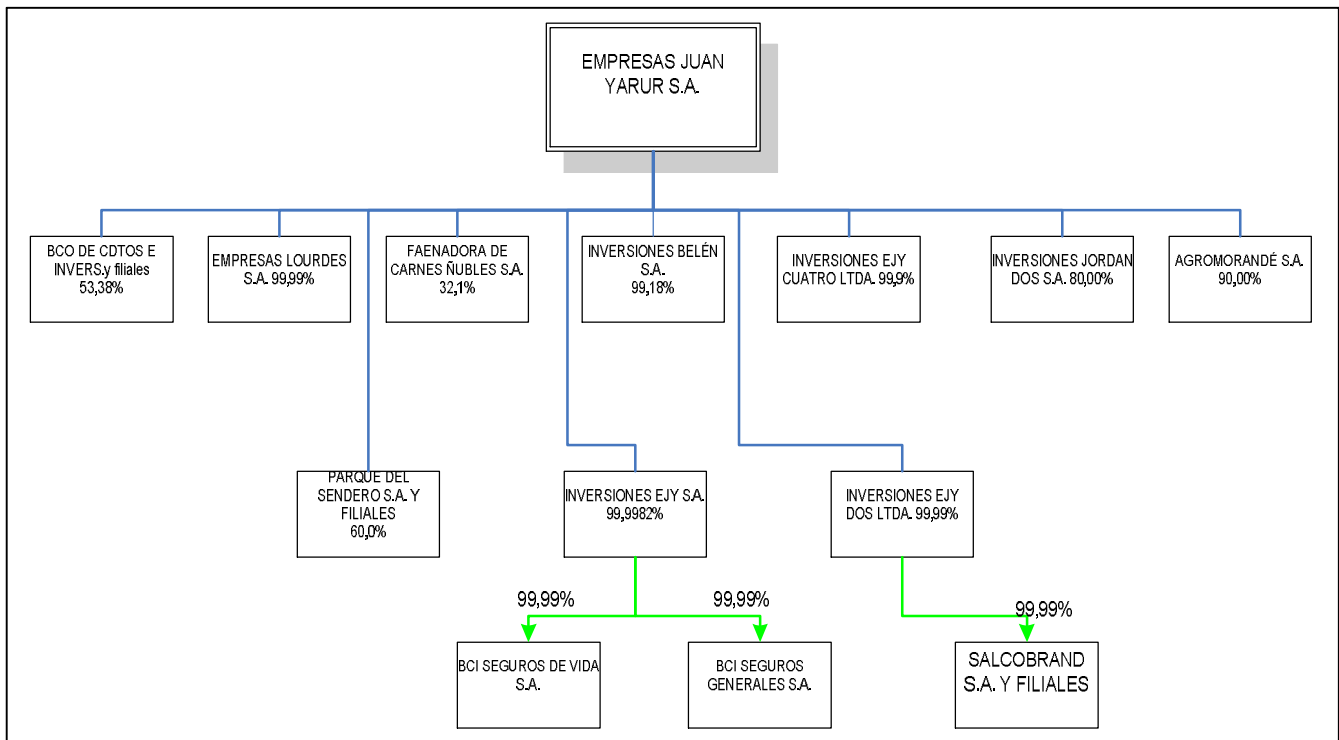 EMPRESAS JUAN
YARUR S.A.
BCO DE CDTOS E
INVERS.y filiales
53,38%
EMPRESAS LOURDES
S.A. 99,99%
FAENADORA DE
CARNES ÑUBLES S.A.
32,1%
INVERSIONES BELÉN
S.A.
99,18%
INVERSIONES EJY
CUATRO LTDA. 99,9%
INVERSIONES JORDAN
DOS S.A. 80,00%
AGROMORANDÉ S.A.
90,00%
PARQUE DEL
SENDERO S.A. Y
FILIALES
60,0%
INVERSIONES EJY S.A.
99,9982%
INVERSIONES EJY
DOS LTDA. 99,99%
99,99%
99,99%
99,99%
BCI SEGUROS DE VIDA
S.A.
BCI SEGUROS
GENERALES S.A.
SALCOBRAND
S.A. Y FILIALES